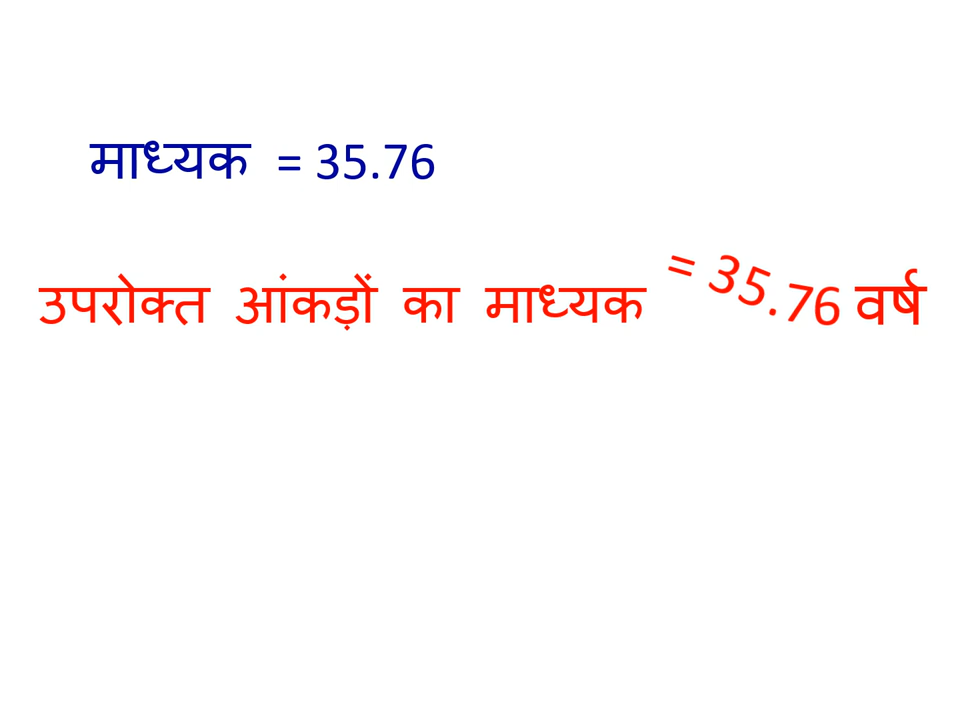 माध्यक = 35.76
उपरोक्त आंकड़ों का माध्यक = 35.76 वर्ष